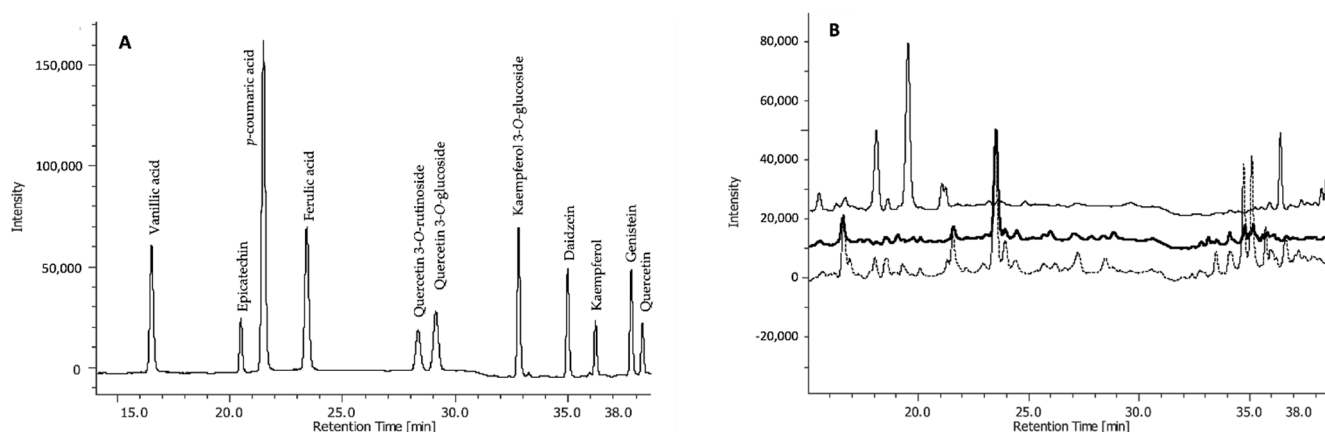 A
150,000
100,000
50,000
0
Intensity
Vanillic acid
Epicatechin
p-coumaric acid
Ferulic acid
Quercetin 3-O-rutinoside
Quercetin 3-O-glucoside
Kaempferol 3-O-glucoside
Daidzein
Kaempferol
Genistein
Quercetin
15.0 20.0 25.0 30.0 35.0 38.0
Retention Time [min]
B
80,000
60,000
40,000
20,000
0
-20,000
Intensity
20.0 25.0 30.0 35.0 38.0
Retention Time [min]